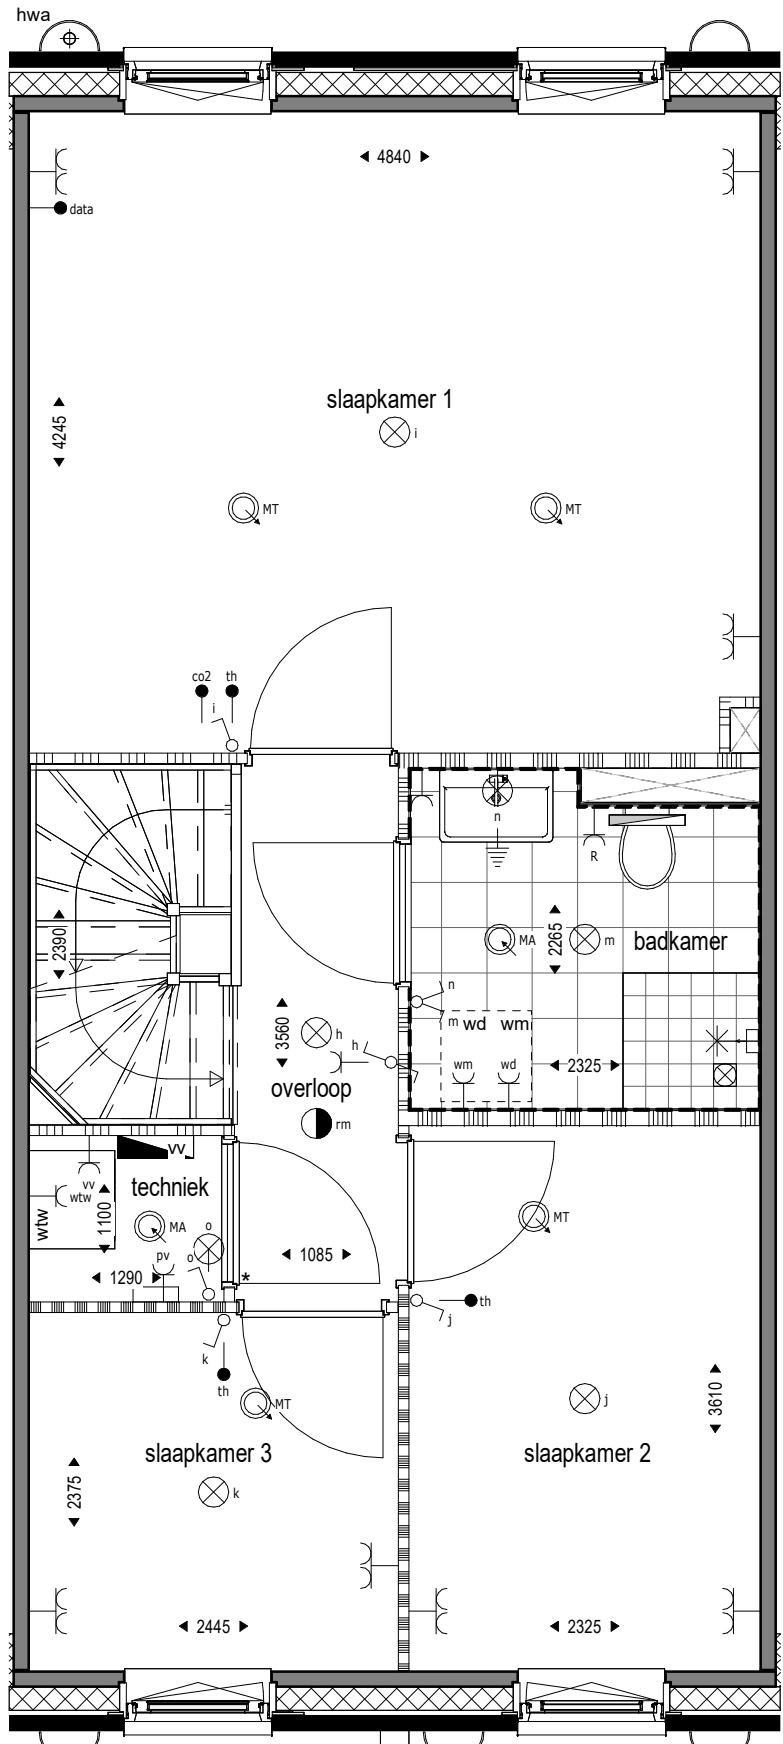 hwa
4840
data
slaapkamer 1
i
4245
MT
MT
co2
th
i
n
R
2390
MA
2265
m
badkamer
n
m
3560
h
h
wd
wm
wm
wd
2325
overloop
rm
vv
vv
wtw
wtw
techniek
1100
MA
o
MT
pv
o
1290
1085
*
th
j
k
th
MT
j
3610
slaapkamer 3
slaapkamer 2
k
2375
2445
2325